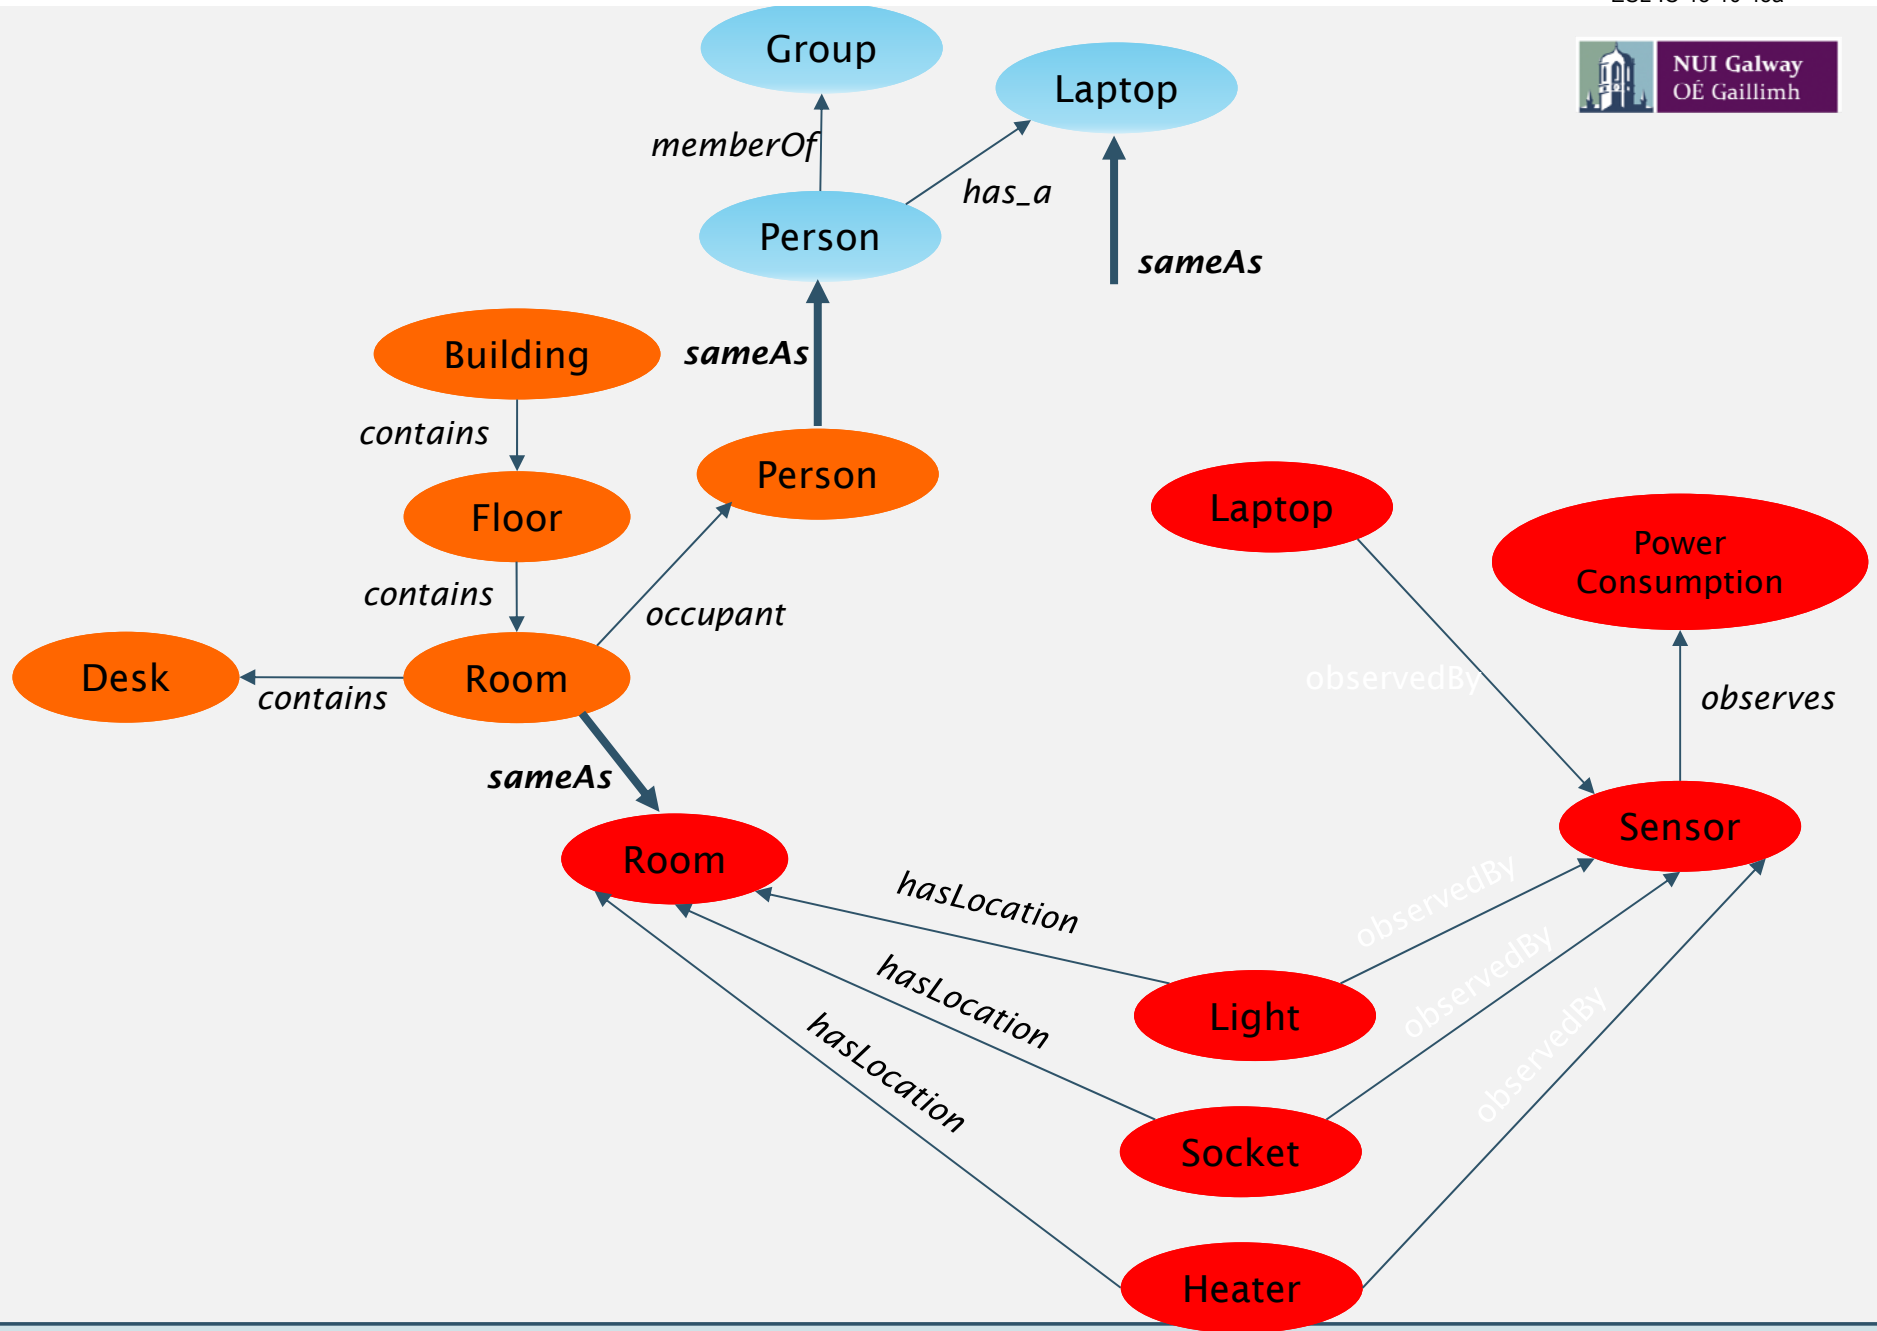 Group
Laptop
NUI Galway
OÉ Gaillimh
memberOf
has_a
Person
sameAs
Building
sameAs
contains
Person
Floor
Laptop
Power
Consumption
contains
occupant
Desk
contains
Room
observedBy
observes
sameAs
Room
Sensor
hasLocation
observedBy
hasLocation
observedBy
Light
hasLocation
observedBy
Socket
Heater